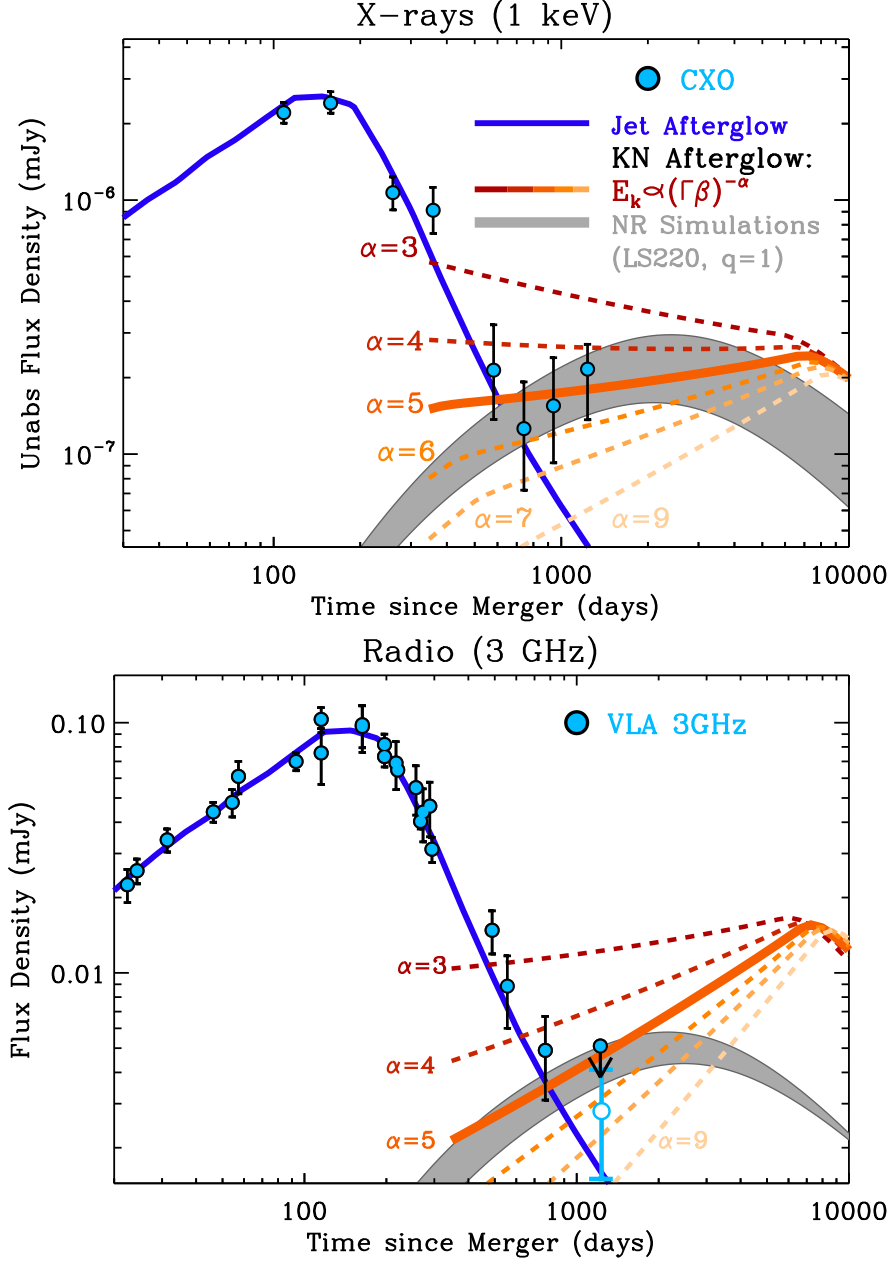 X-rays (1 keV)
CXO
Jet Afterglow
KN Afterglow:
E_k∝(Γβ)^-α
NR Simulations
(LS220, q=1)
α=3
α=4
α=5
α=6
α=7
α=9
Unabs Flux Density (mJy)
10^-6
10^-7
100
1000
10000
Time since Merger (days)
Radio (3 GHz)
VLA 3GHz
Flux Density (mJy)
0.10
0.01
α=3
α=4
α=5
α=9
100
1000
10000
Time since Merger (days)